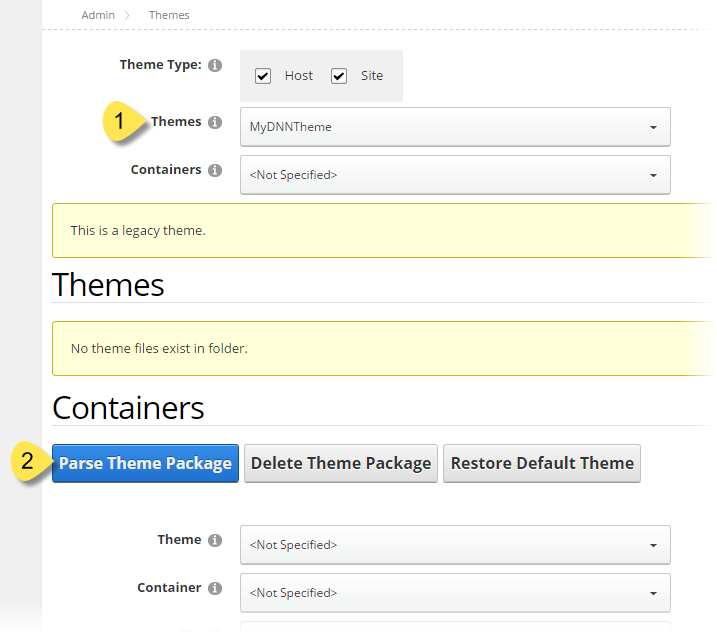 Admin Themes
Theme Type: Host Site
1 Themes MyDNNTheme
Containers <Not Specified>
This is a legacy theme.
Themes
No theme files exist in folder.
Containers
2 Parse Theme Package Delete Theme Package Restore Default Theme
Theme <Not Specified>
Container <Not Specified>